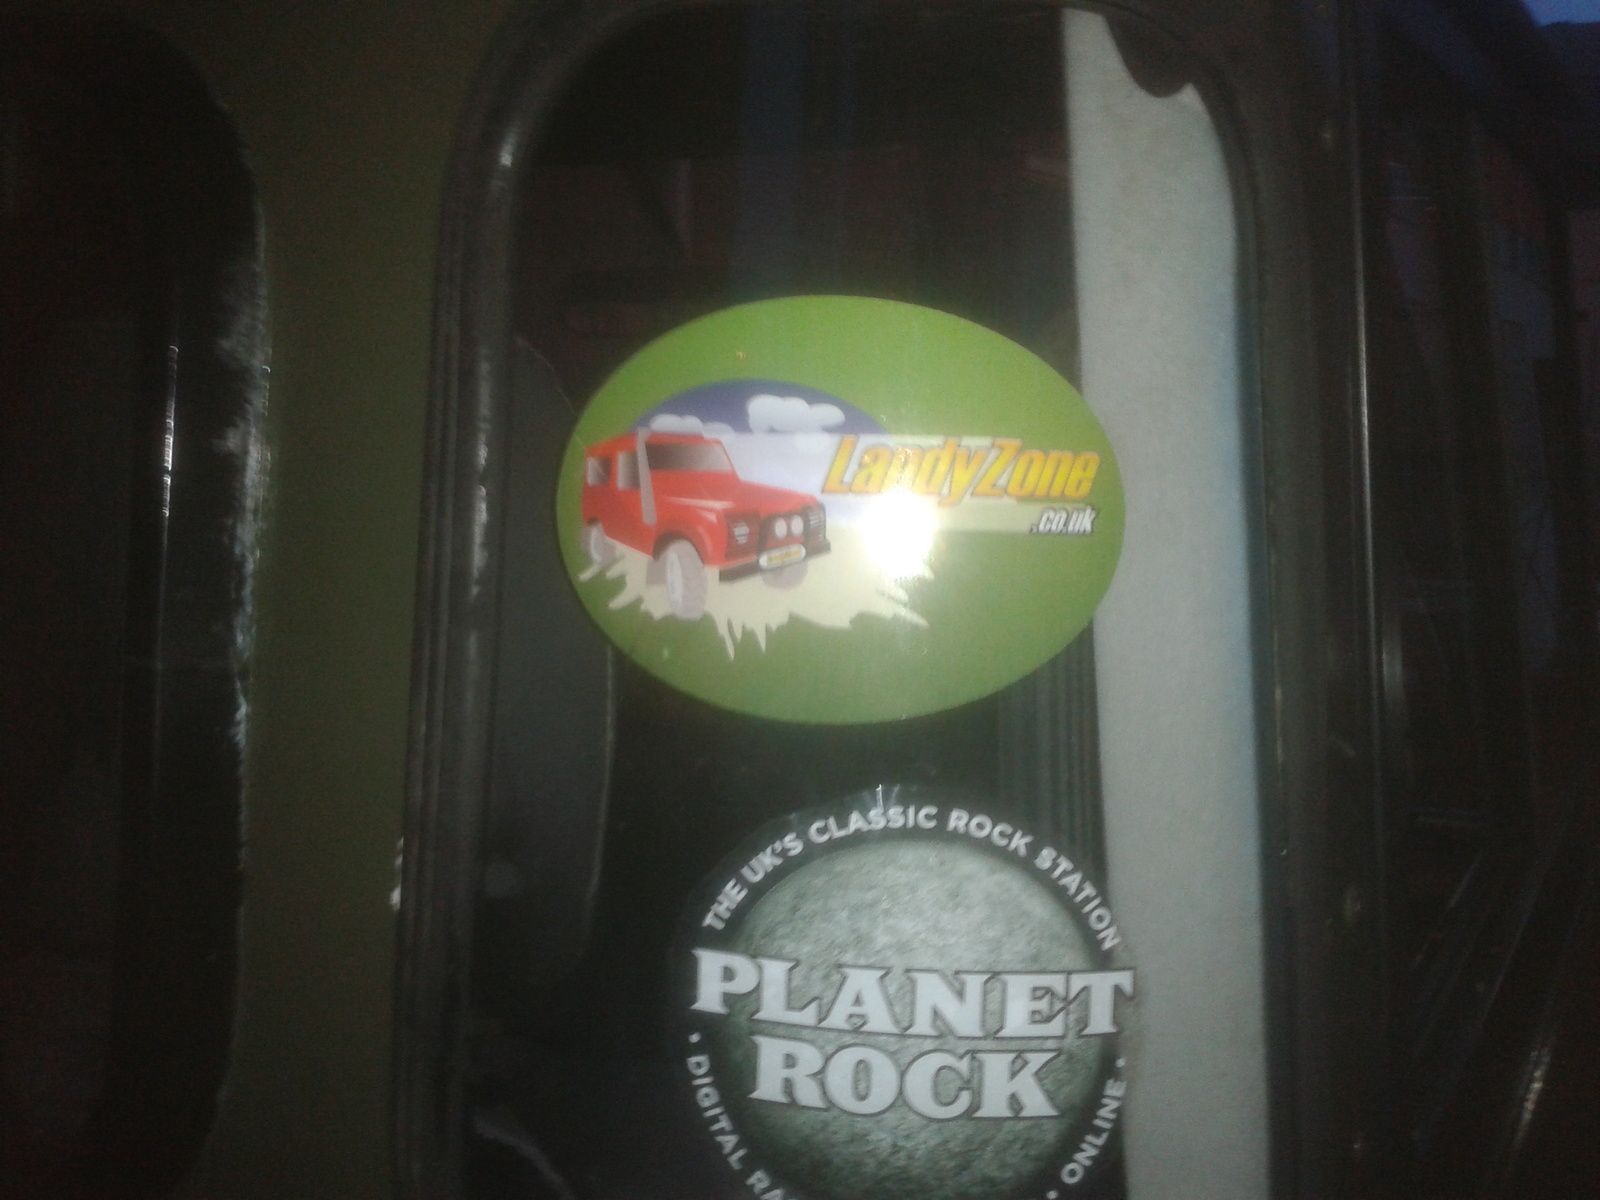 LandyZone
.co.uk
THE UK'S CLASSIC ROCK STATION
PLANET
ROCK
• DIGITAL
• ONLINE •